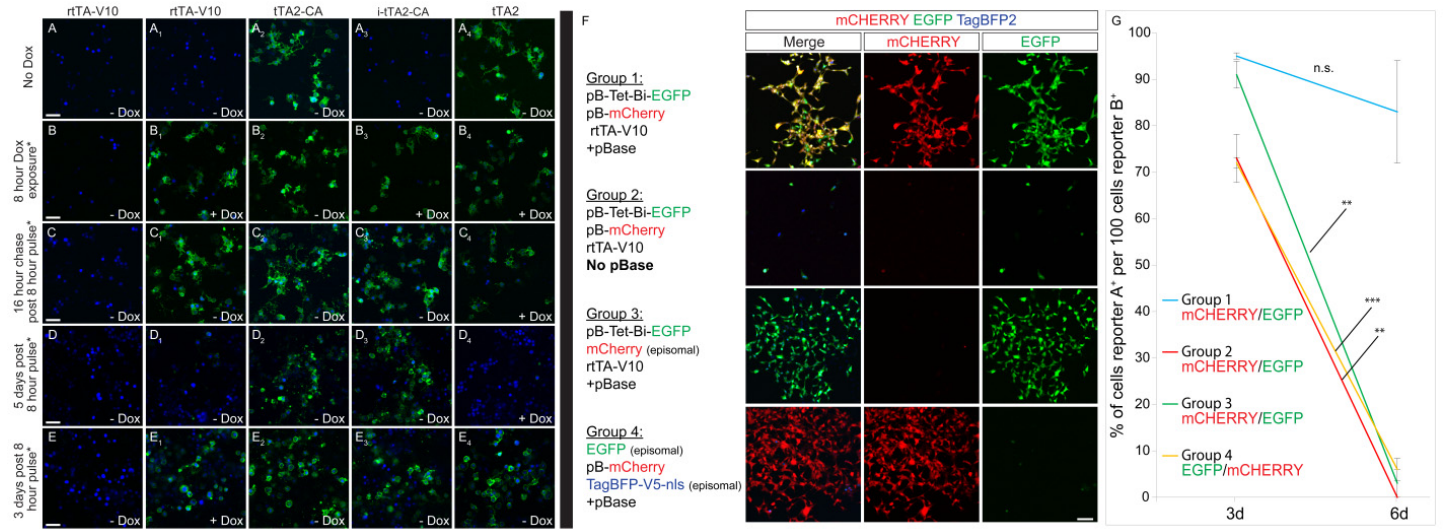 rtTA-V10 rtTA-V10 tTA2-CA i-tTA2-CA tTA2
No Dox
A A1 A2 A3 A4
- Dox - Dox - Dox - Dox - Dox
8 hour Dox
exposure*
B B1 B2 B3 B4
- Dox + Dox - Dox + Dox - Dox
16 hour chase
post 8 hour pulse*
C C1 C2 C3 C4
- Dox - Dox - Dox - Dox + Dox
5 days post
8 hour pulse*
D D1 D2 D3 D4
- Dox - Dox - Dox - Dox + Dox
3 days post 8
hour pulse*
E E1 E2 E3 E4
- Dox + Dox - Dox - Dox - Dox
F
mCHERRY EGFP TagBFP2
Merge mCHERRY EGFP
Group 1:
pB-Tet-Bi-EGFP
pB-mCherry
rtTA-V10
+pBase
Group 2:
pB-Tet-Bi-EGFP
pB-mCherry
rtTA-V10
No pBase
Group 3:
pB-Tet-Bi-EGFP
mCherry (episomal)
rtTA-V10
+pBase
Group 4:
EGFP (episomal)
pB-mCherry
TagBFP-V5-nls (episomal)
+pBase
G
% of cells reporter A+ per 100 cells reporter B+
100
90
80
70
60
50
40
30
20
10
0
3d 6d
n.s.
**
***
**
Group 1
mCHERRY/EGFP
Group 2
mCHERRY/EGFP
Group 3
mCHERRY/EGFP
Group 4
EGFP/mCHERRY